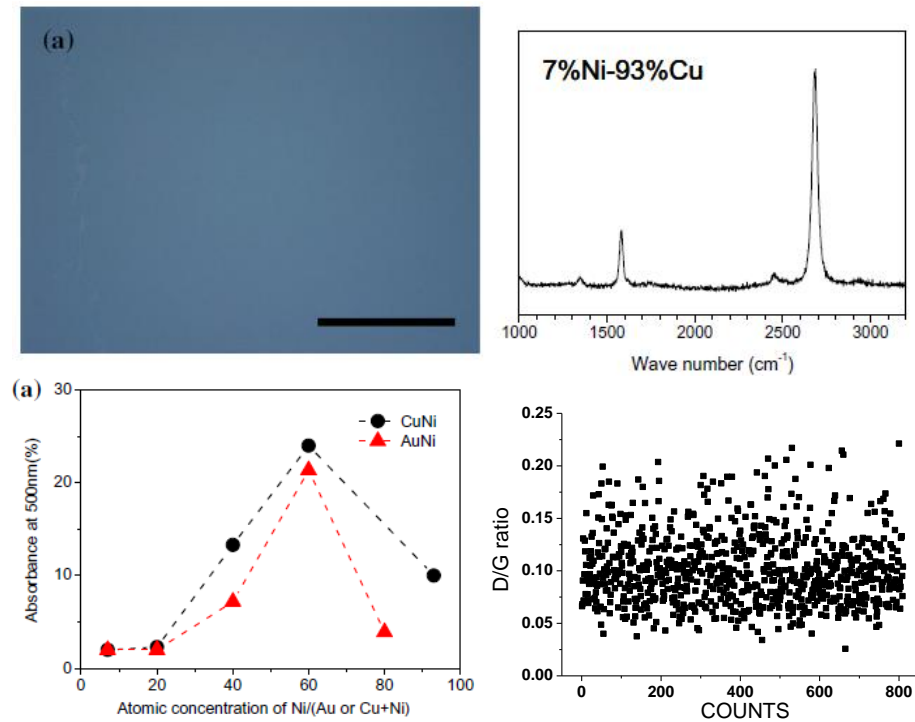 (a)
7%Ni-93%Cu
1000 1500 2000 2500 3000
Wave number (cm⁻¹)
(a)
30
20
10
0
Absorbance at 500nm(%)
CuNi
AuNi
0 20 40 60 80 100
Atomic concentration of Ni/(Au or Cu+Ni)
0.25
0.20
0.15
0.10
0.05
0.00
D/G ratio
0 200 400 600 800
COUNTS